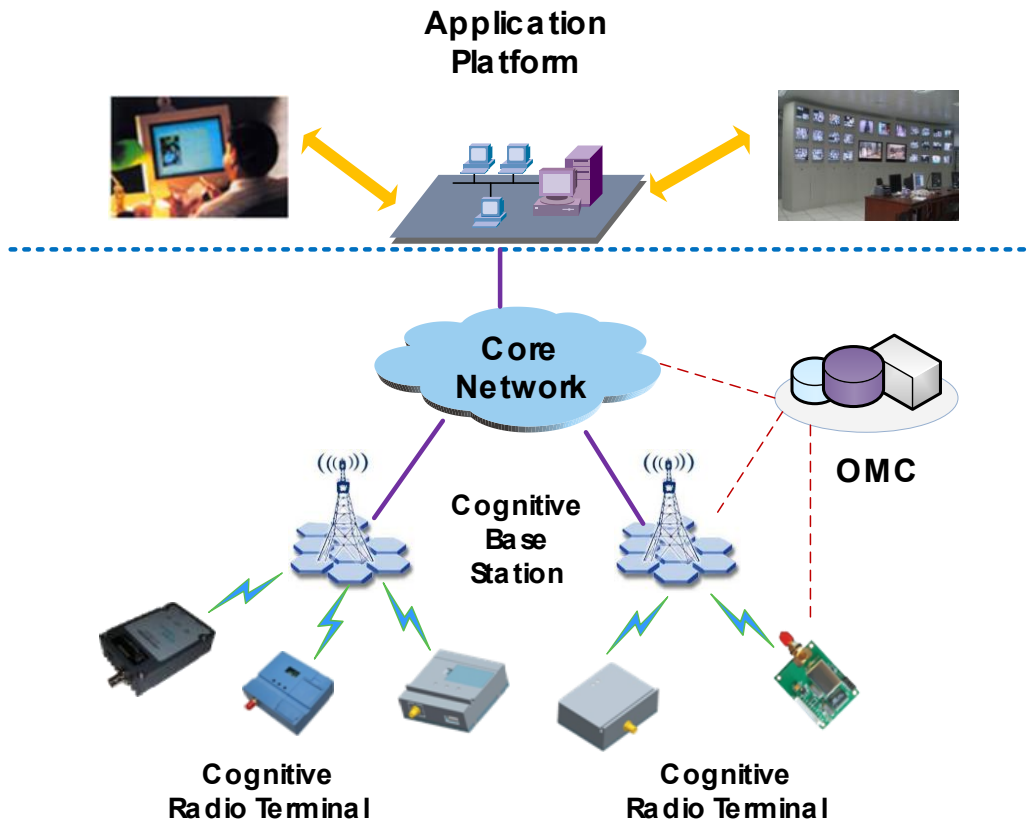 Application
Platform
Core
Network
OMC
Cognitive
Base
Station
Cognitive
Radio Terminal
Cognitive
Radio Terminal